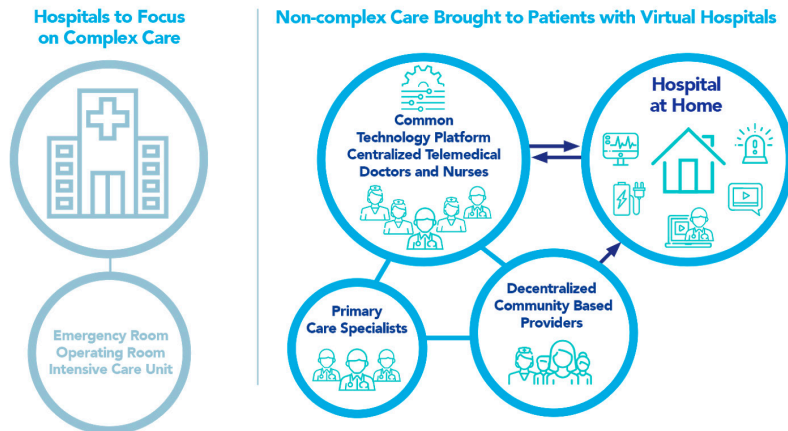 Hospitals to Focus
on Complex Care
Emergency Room
Operating Room
Intensive Care Unit
Non-complex Care Brought to Patients with Virtual Hospitals
Common
Technology Platform
Centralized Telemedical
Doctors and Nurses
Hospital
at Home
Primary
Care Specialists
Decentralized
Community Based
Providers